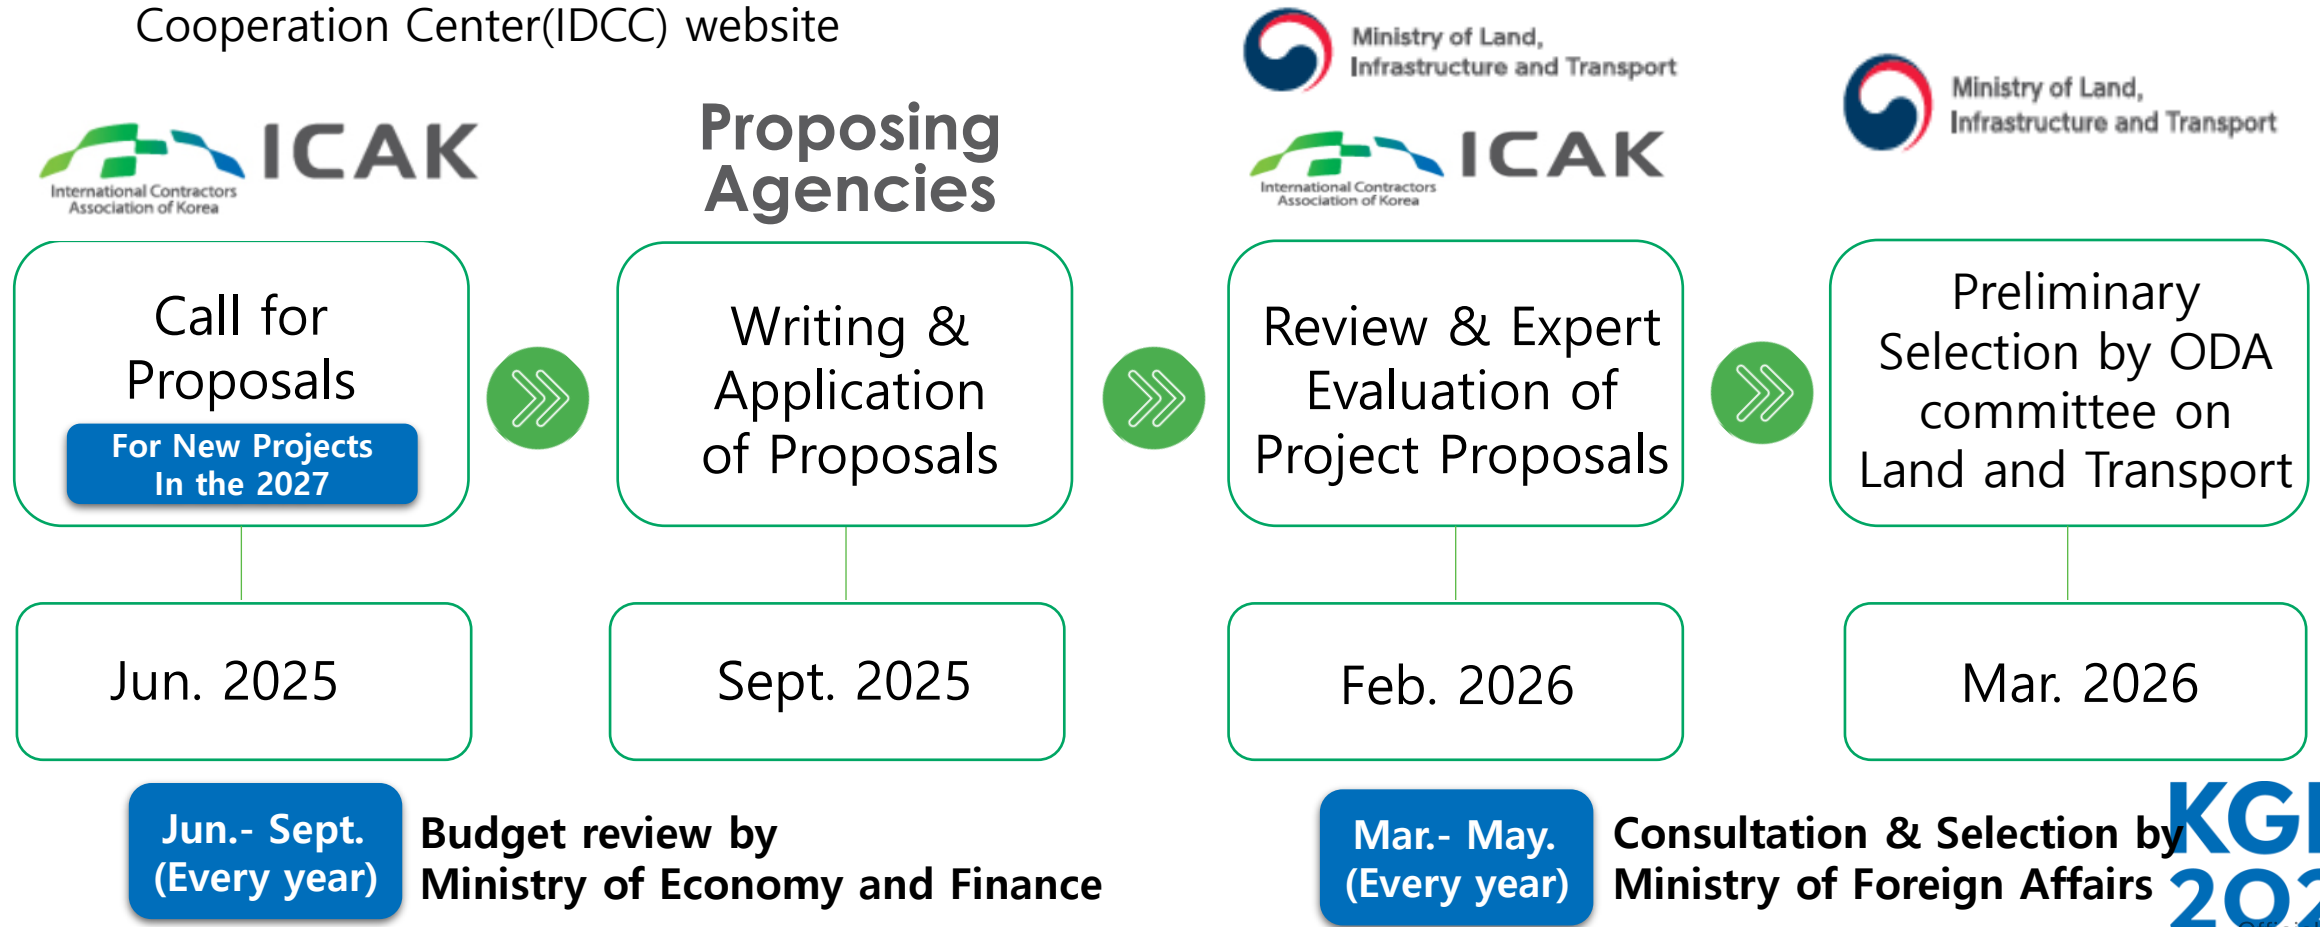 Cooperation Center(IDCC) website
ICAK
International Contractors
Association of Korea
Proposing
Agencies
Ministry of Land,
Infrastructure and Transport
ICAK
International Contractors
Association of Korea
Ministry of Land,
Infrastructure and Transport
Call for
Proposals
For New Projects
In the 2027
Writing &
Application
of Proposals
Review & Expert
Evaluation of
Project Proposals
Preliminary
Selection by ODA
committee on
Land and Transport
Jun. 2025
Sept. 2025
Feb. 2026
Mar. 2026
Jun.- Sept.
(Every year)
Budget review by
Ministry of Economy and Finance
Mar.- May.
(Every year)
Consultation & Selection by
Ministry of Foreign Affairs